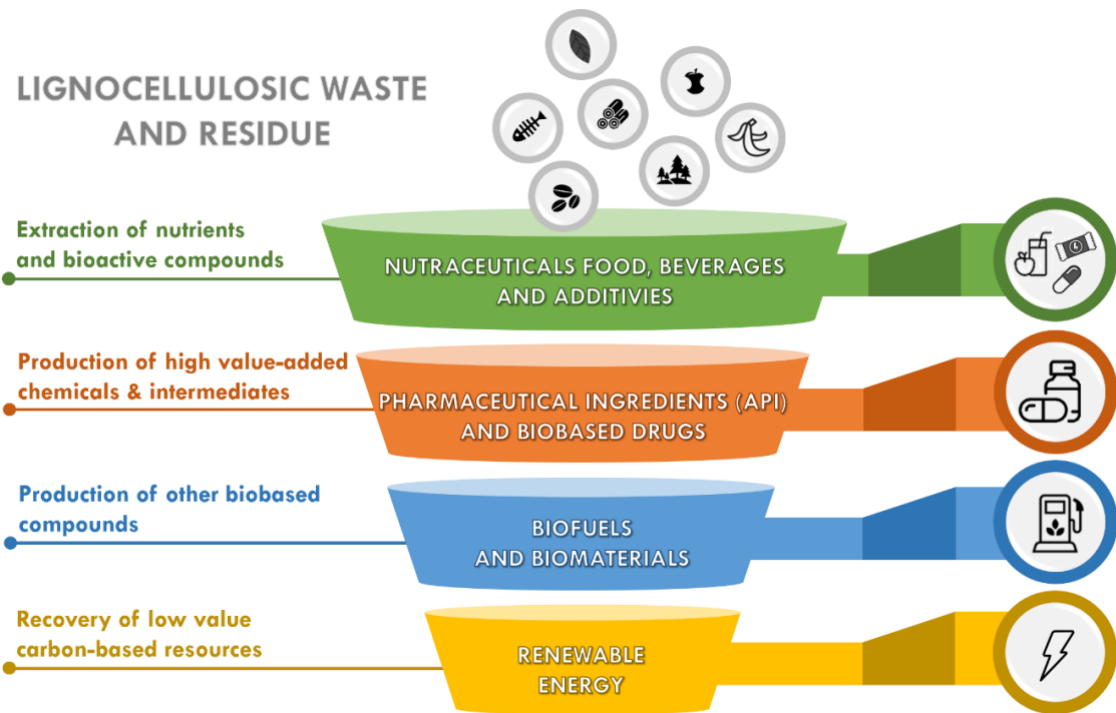 LIGNOCELLULOSIC WASTE
AND RESIDUE
Extraction of nutrients
and bioactive compounds
NUTRACEUTICALS FOOD, BEVERAGES
AND ADDITIVIES
Production of high value-added
chemicals & intermediates
PHARMACEUTICAL INGREDIENTS (API)
AND BIOBASED DRUGS
Production of other biobased
compounds
BIOFUELS
AND BIOMATERIALS
Recovery of low value
carbon-based resources
RENEWABLE
ENERGY